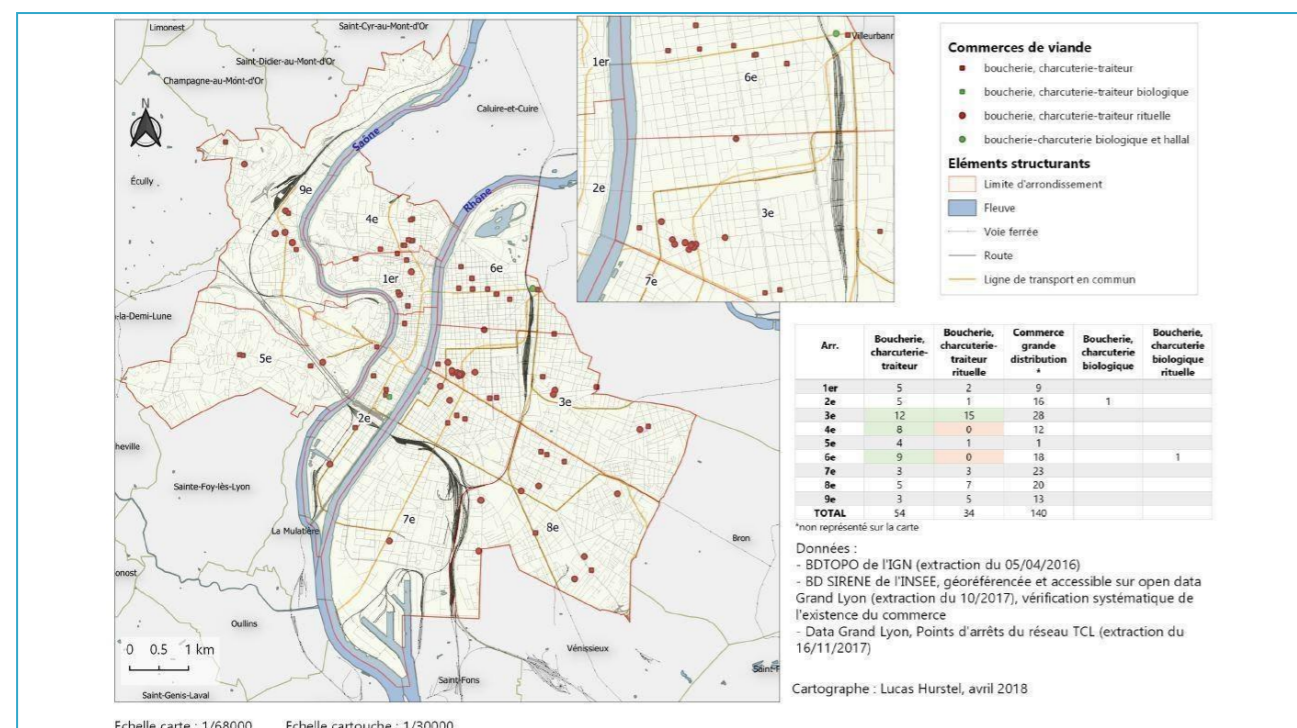 Limonest
Saint-Cyr-au-Mont-d'Or
Saint-Didier-au-Mont-d'Or
Champagne-au-Mont-d'Or
N
Caluire-et-Cuire
Saône
Écully
Rhône
9e
4e
6e
1er
la-Demi-Lune
5e
3e
2e
Sainte-Foy-lès-Lyon
La Mulatière
7e
8e
Bron
Oullins
Vénissieux
Saint-Fons
Saint-Genis-Laval
0 0.5 1 km
1er
Villeurbann
6e
2e
3e
7e
Commerces de viande
boucherie, charcuterie-traiteur
boucherie, charcuterie-traiteur biologique
boucherie, charcuterie-traiteur rituelle
boucherie-charcuterie biologique et hallal
Eléments structurants
Limite d'arrondissement
Fleuve
Voie ferrée
Route
Ligne de transport en commun
Arr. Boucherie, charcuterie-traiteur Boucherie, charcuterie-traiteur rituelle Commerce grande distribution * Boucherie, charcuterie biologique Boucherie, charcuterie biologique rituelle
1er 5 2 9
2e 5 1 16 1
3e 12 15 28
4e 8 0 12
5e 4 1 1
6e 9 0 18 1
7e 3 3 23
8e 5 7 20
9e 3 5 13
TOTAL 54 34 140
*non représenté sur la carte
Données :
- BDTOPO de l'IGN (extraction du 05/04/2016)
- BD SIRENE de l'INSEE, géoréférencée et accessible sur open data
Grand Lyon (extraction du 10/2017), vérification systématique de
l'existence du commerce
- Data Grand Lyon, Points d'arrêts du réseau TCL (extraction du
16/11/2017)
Cartographe : Lucas Hurstel, avril 2018
Echelle carte : 1/68000 Echelle cartouche : 1/30000